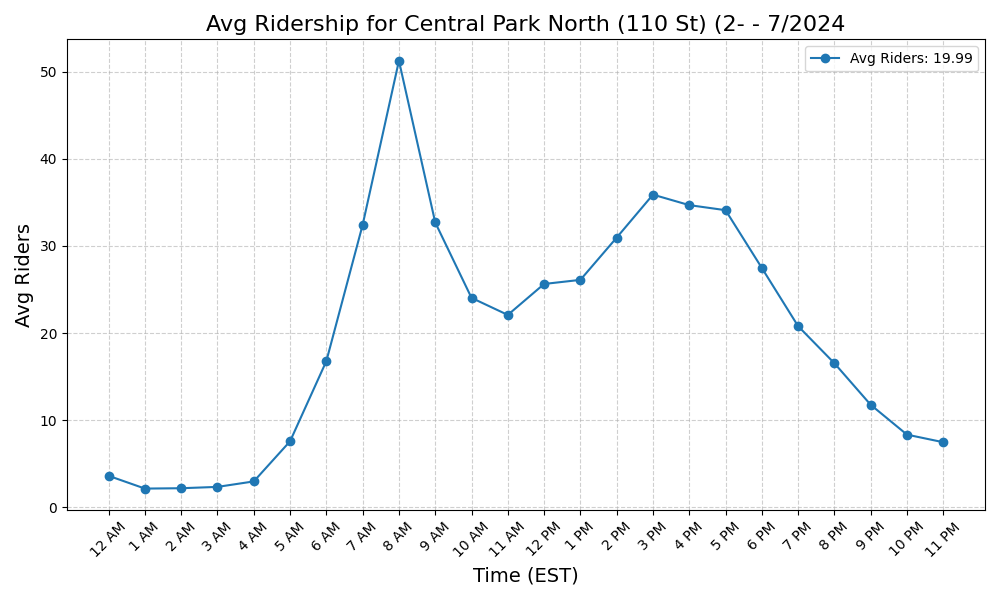 Avg Ridership for Central Park North (110 St) (2- - 7/2024
Avg Riders: 19.99
Avg Riders
50
40
30
20
10
0
12 AM
1 AM
2 AM
3 AM
4 AM
5 AM
6 AM
7 AM
8 AM
9 AM
10 AM
11 AM
12 PM
1 PM
2 PM
3 PM
4 PM
5 PM
6 PM
7 PM
8 PM
9 PM
10 PM
11 PM
Time (EST)